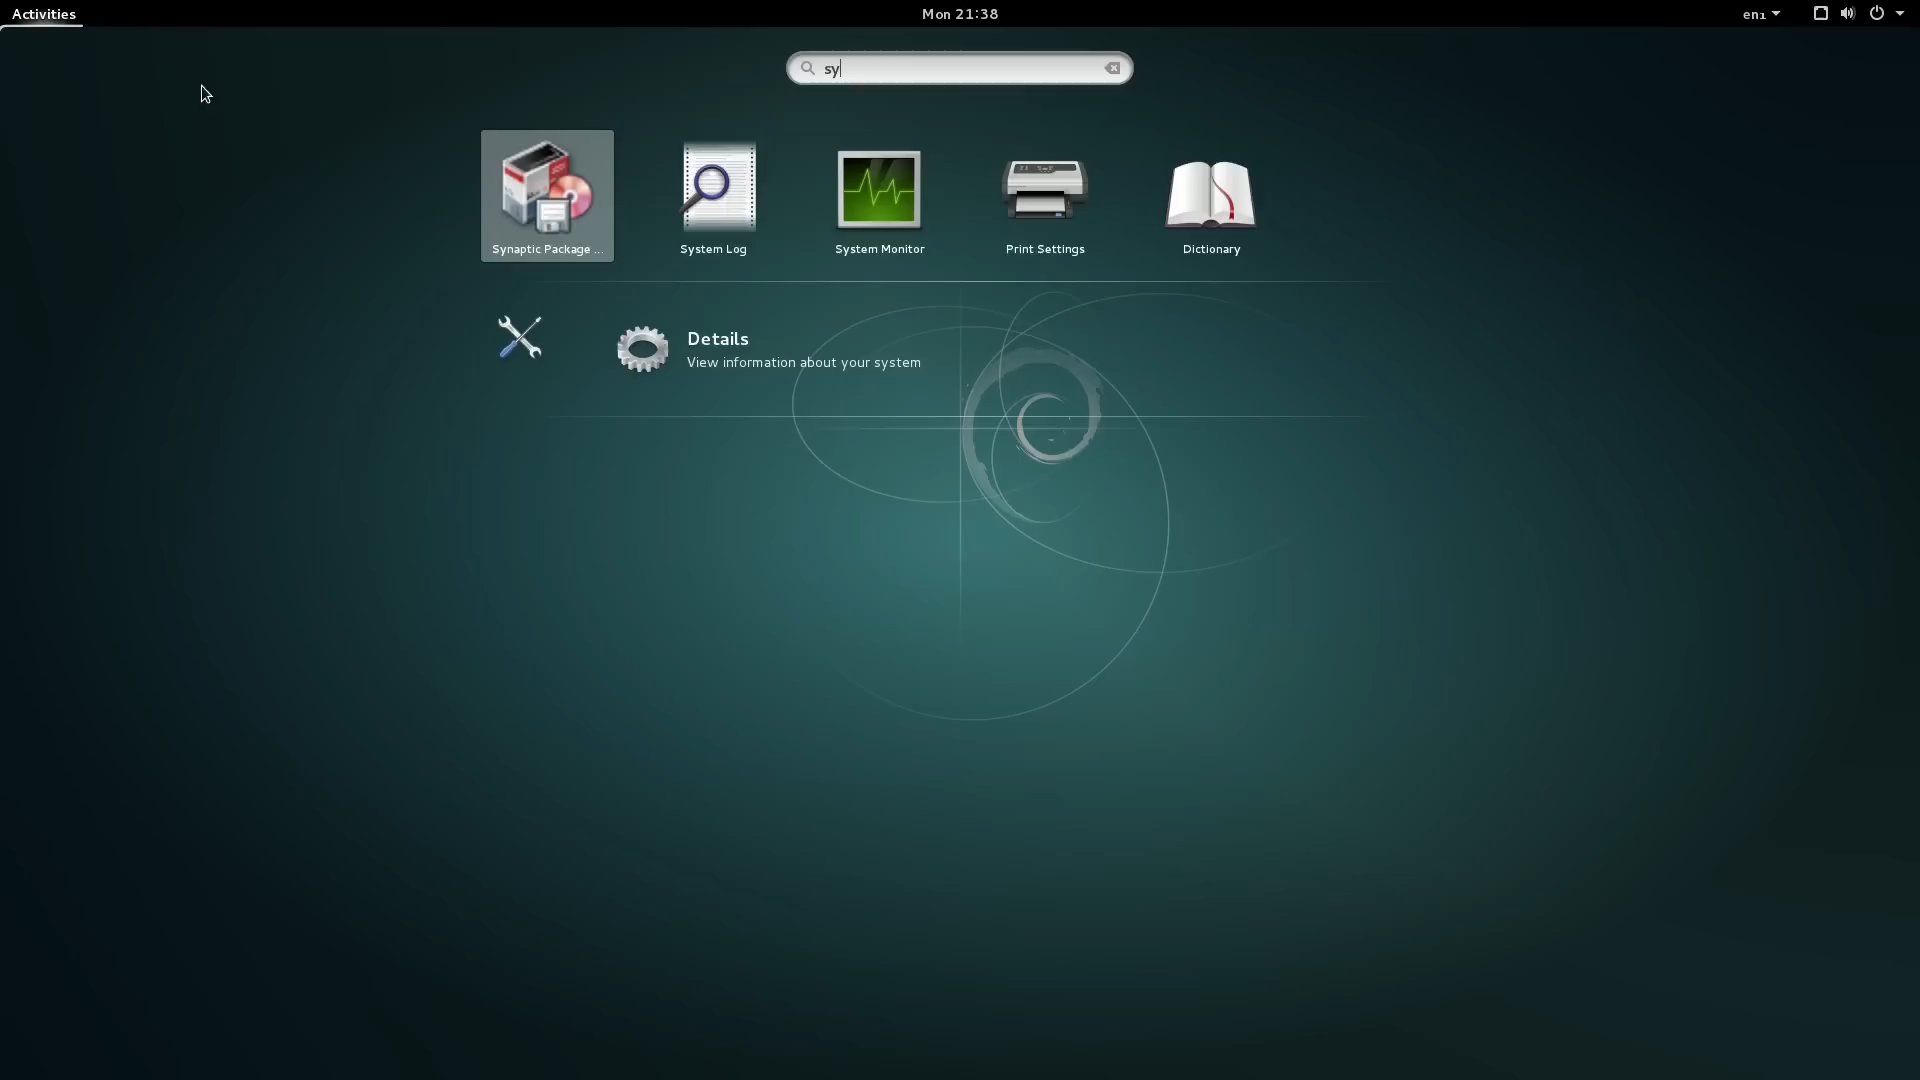 Activities
Mon 21:38
en1
sy
Synaptic Package ...
System Log
System Monitor
Print Settings
Dictionary
Details
View information about your system